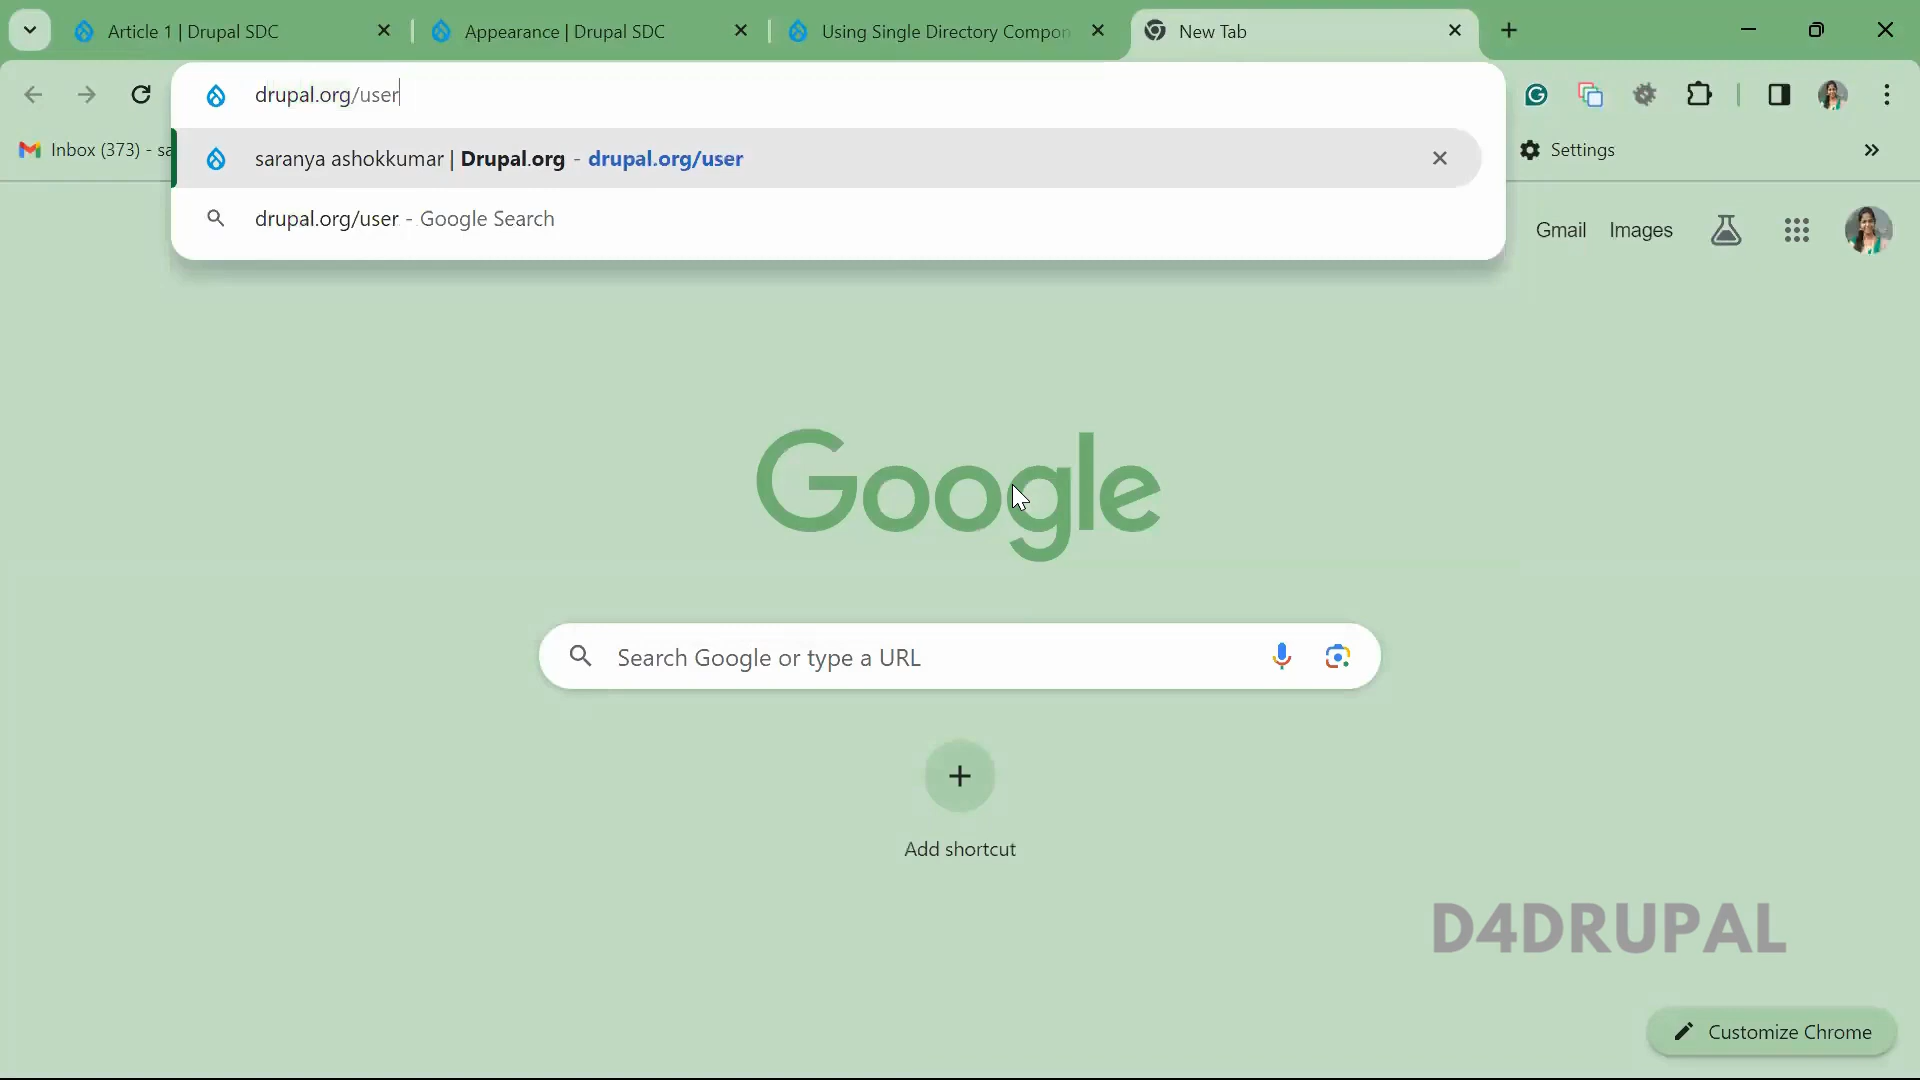 Article 1 | Drupal SDC
Appearance | Drupal SDC
Using Single Directory Compon
New Tab
drupal.org/user
Inbox (373) - sa
saranya ashokkumar | Drupal.org - drupal.org/user
Settings
drupal.org/user - Google Search
Gmail Images
Google
Search Google or type a URL
Add shortcut
D4DRUPAL
Customize Chrome